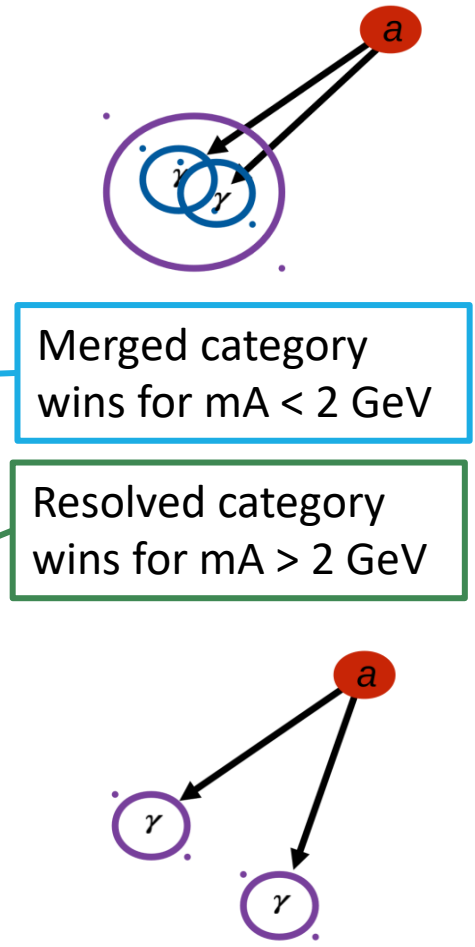 a
γ
γ
Merged category
wins for mA < 2 GeV
Resolved category
wins for mA > 2 GeV
a
γ
γ